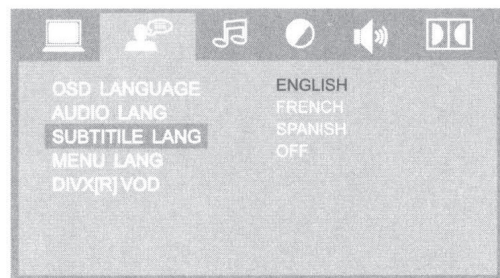 OSD LANGUAGE
AUDIO LANG
SUBTITILE LANG
MENU LANG
DIVX[R] VOD
ENGLISH
FRENCH
SPANISH
OFF